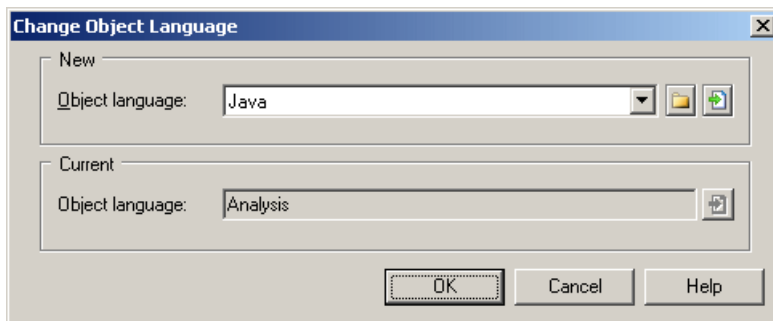 Change Object Language
New
Object language: Java
Current
Object language: Analysis
OK Cancel Help